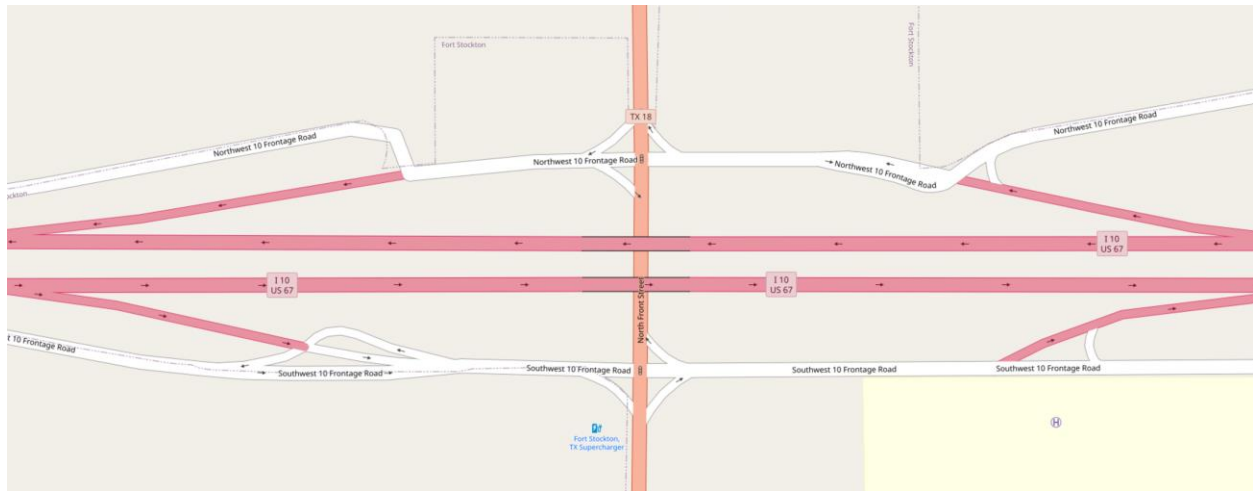 Fort Stockton
Fort Stockton
TX 18
Northwest 10 Frontage Road
Northwest 10 Frontage Road
Northwest 10 Frontage Road
Northwest 10 Frontage Road
tockton
I 10
US 67
I 10
US 67
I 10
US 67
North Front Street
t 10 Frontage Road
Southwest 10 Frontage Road
Southwest 10 Frontage Road
Southwest 10 Frontage Road
Southwest 10 Frontage Road
Fort Stockton,
TX Supercharger
H